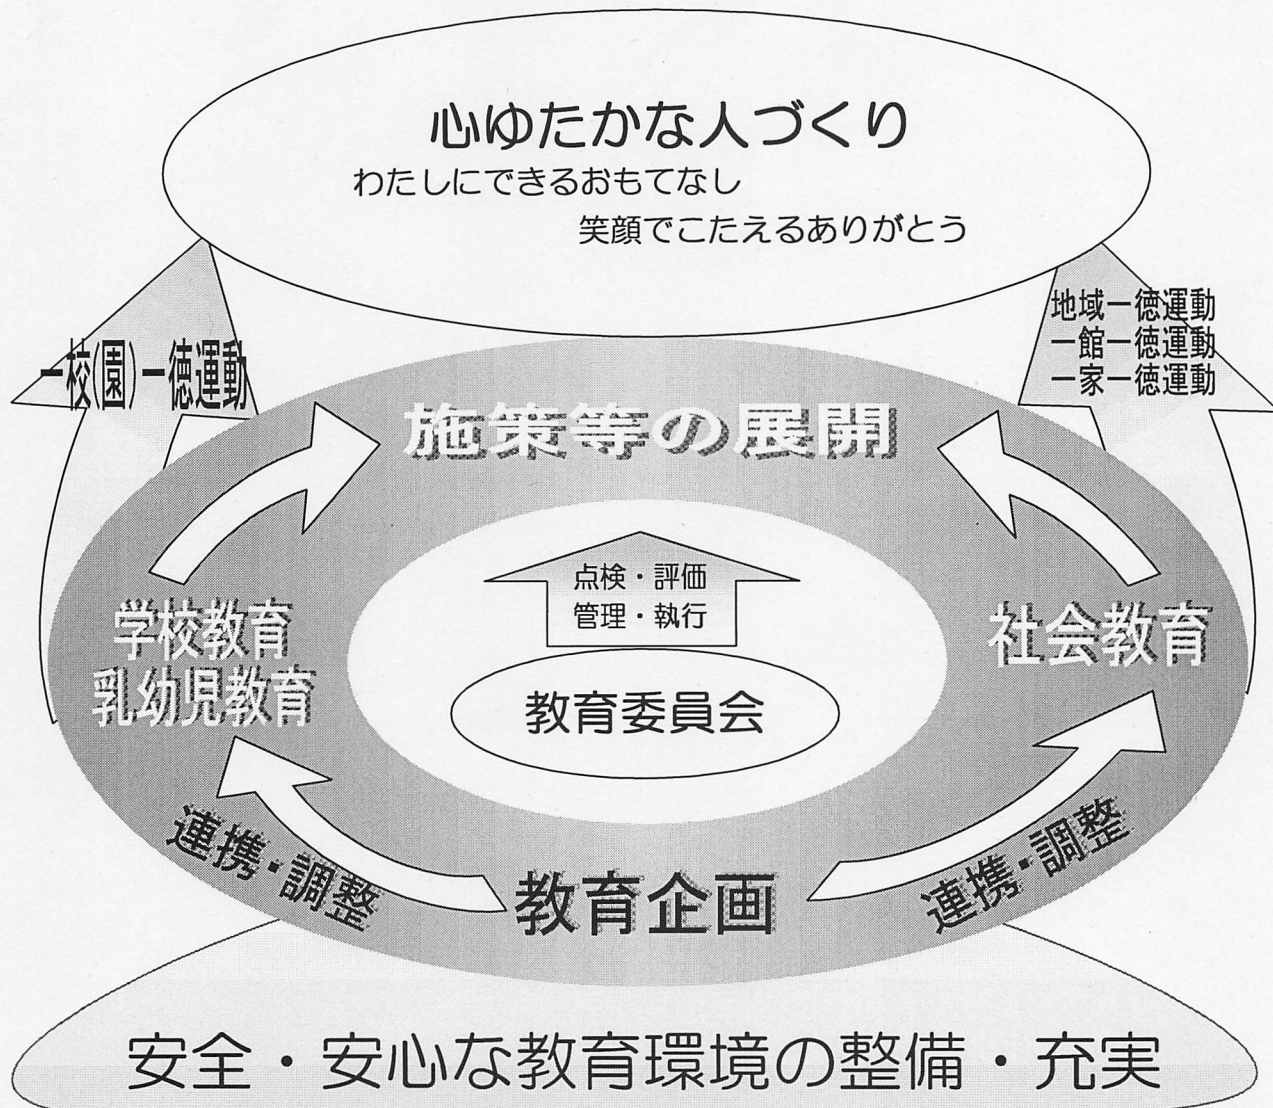 心ゆたかな人づくり
わたしにできるおもてなし
笑顔でこたえるありがとう
一校(園)一徳運動
地域一徳運動
一館一徳運動
一家一徳運動
施策等の展開
点検・評価
管理・執行
学校教育
乳幼児教育
社会教育
教育委員会
連携・調整
連携・調整
教育企画
安全・安心な教育環境の整備・充実